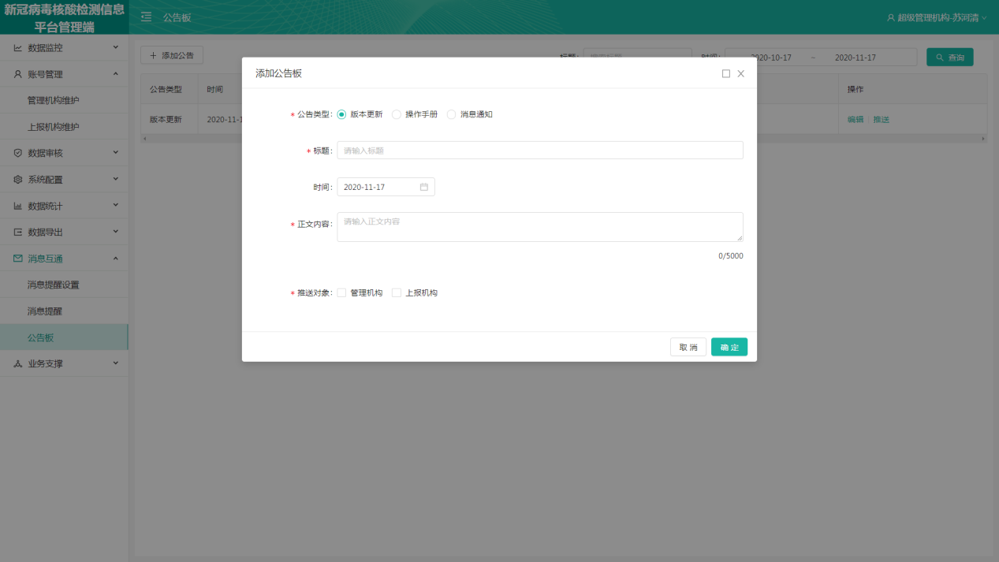 新冠病毒核酸检测信息
平台管理端
公告板
超级管理机构-苏河清
数据监控
账号管理
管理机构维护
上报机构维护
数据审核
系统配置
数据统计
数据导出
消息互通
消息提醒设置
消息提醒
公告板
业务支撑
+ 添加公告
2020-10-17 ~ 2020-11-17
查询
公告类型 时间 操作
版本更新 2020-11-1 编辑 推送
添加公告板
* 公告类型: 版本更新 操作手册 消息通知
* 标题: 请输入标题
时间: 2020-11-17
* 正文内容: 请输入正文内容
0/5000
* 推送对象: 管理机构 上报机构
取 消 确 定